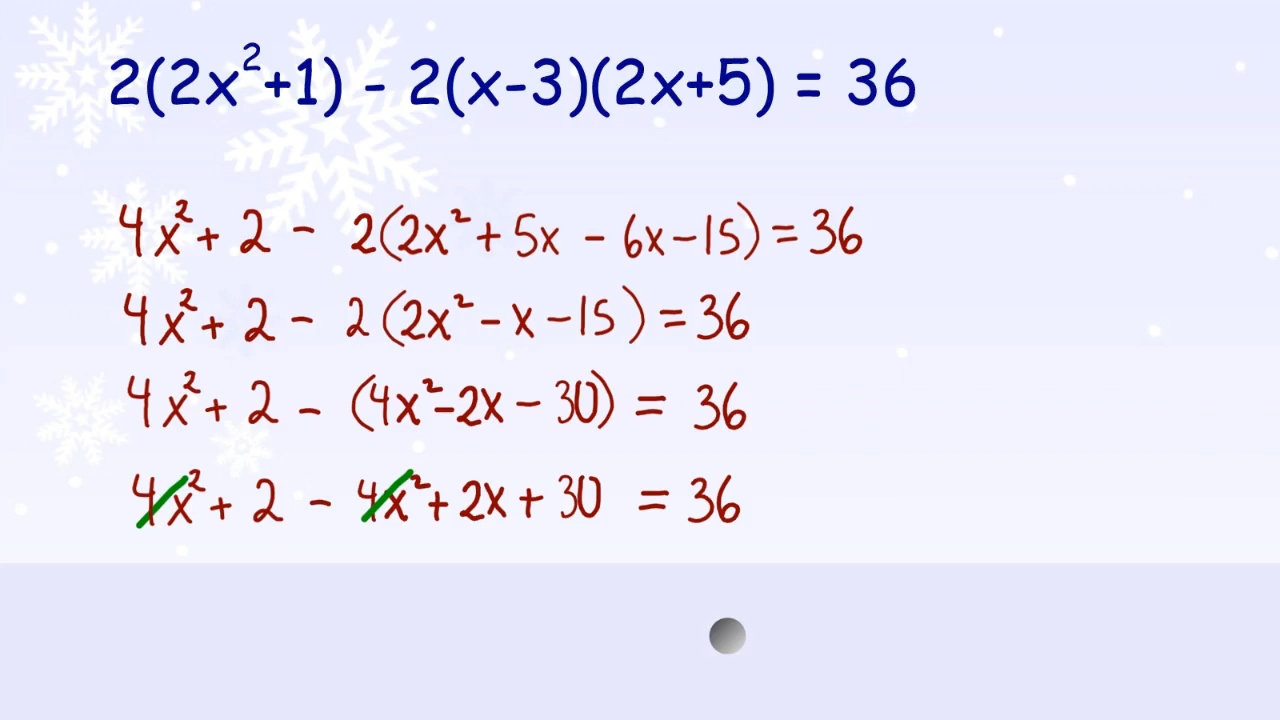 2(2x²+1) - 2(x-3)(2x+5) = 36
4x² + 2 - 2(2x² + 5x - 6x - 15) = 36
4x² + 2 - 2(2x² - x - 15) = 36
4x² + 2 - (4x² - 2x - 30) = 36
4x² + 2 - 4x² + 2x + 30 = 36